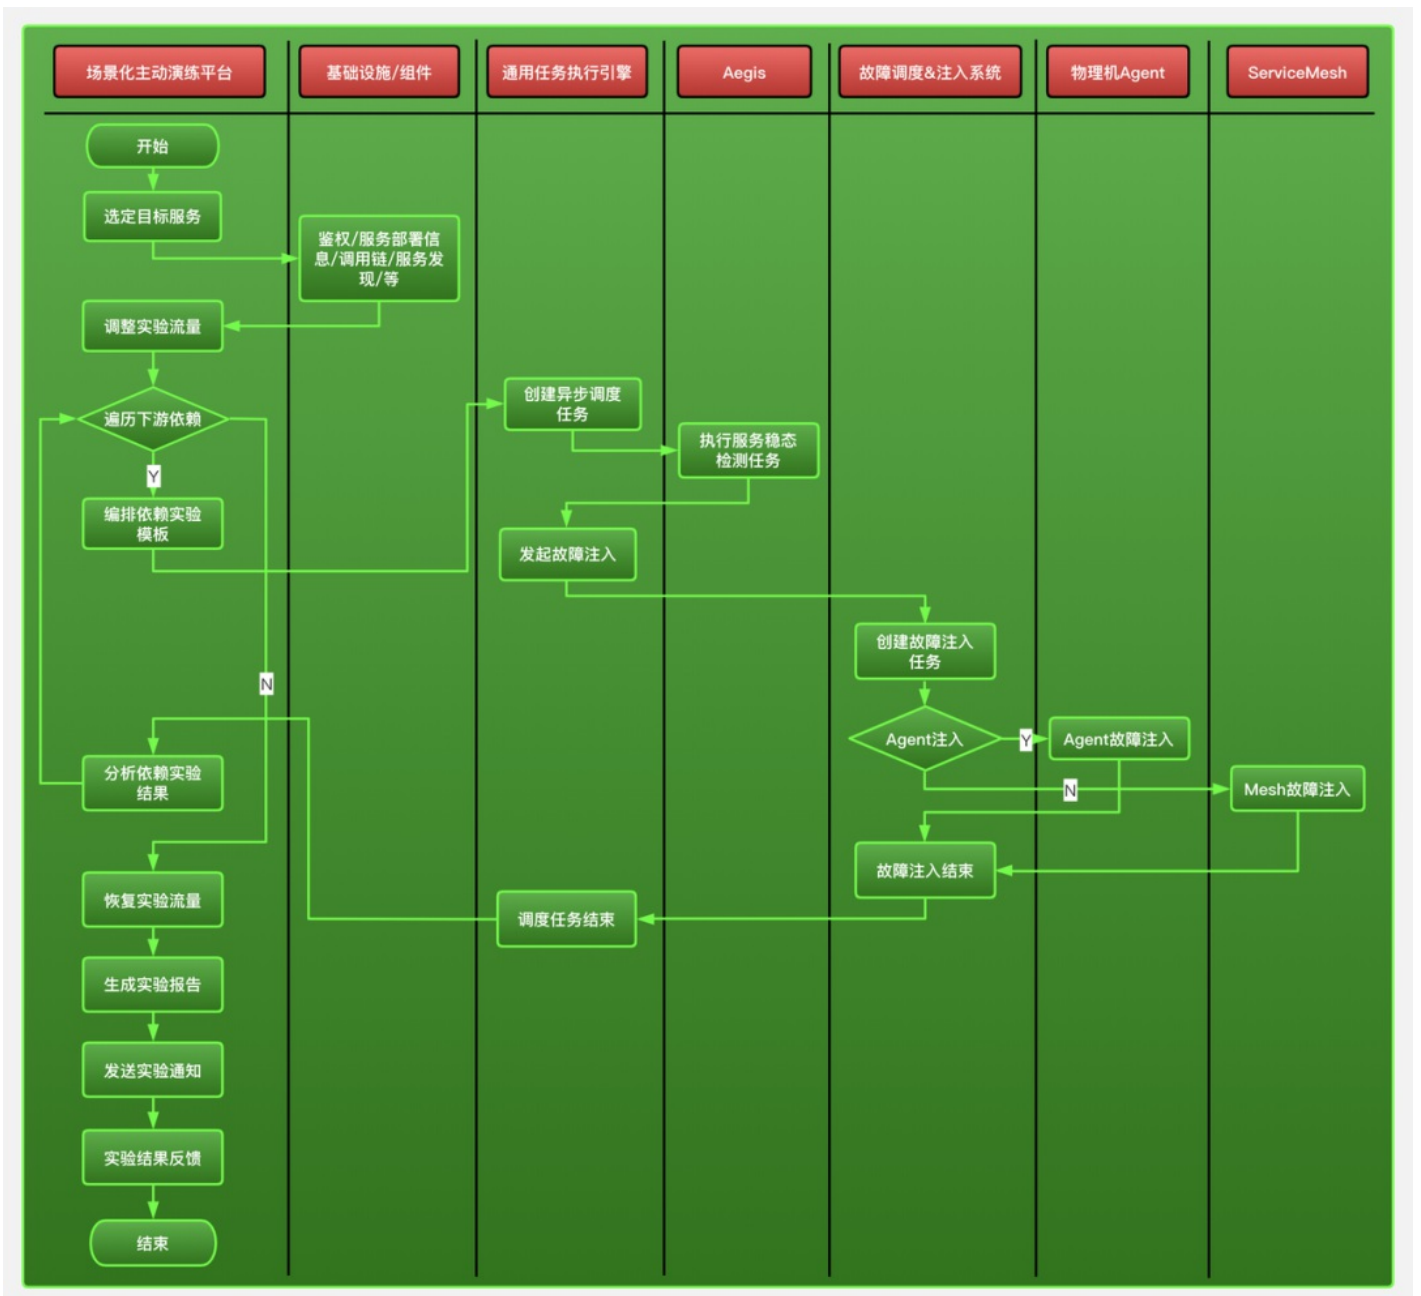 场景化主动演练平台
基础设施/组件
通用任务执行引擎
Aegis
故障调度&注入系统
物理机Agent
ServiceMesh
开始
选定目标服务
鉴权/服务部署信
息/调用链/服务发
现/等
调整实验流量
遍历下游依赖
Y
编排依赖实验
模板
创建异步调度
任务
执行服务稳态
检测任务
发起故障注入
创建故障注入
任务
N
Agent注入
Y
Agent故障注入
N
Mesh故障注入
分析依赖实验
结果
故障注入结束
调度任务结束
恢复实验流量
生成实验报告
发送实验通知
实验结果反馈
结束